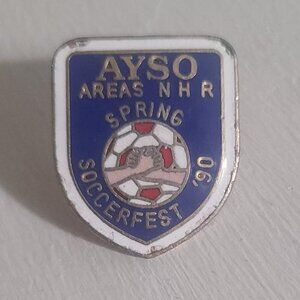 AYSO
AREAS N H R
SPRING
SOCCERFEST '90